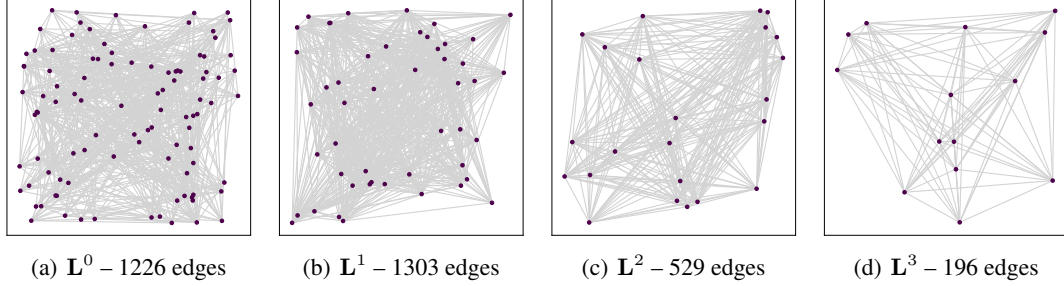 (a) L⁰ – 1226 edges
(b) L¹ – 1303 edges
(c) L² – 529 edges
(d) L³ – 196 edges